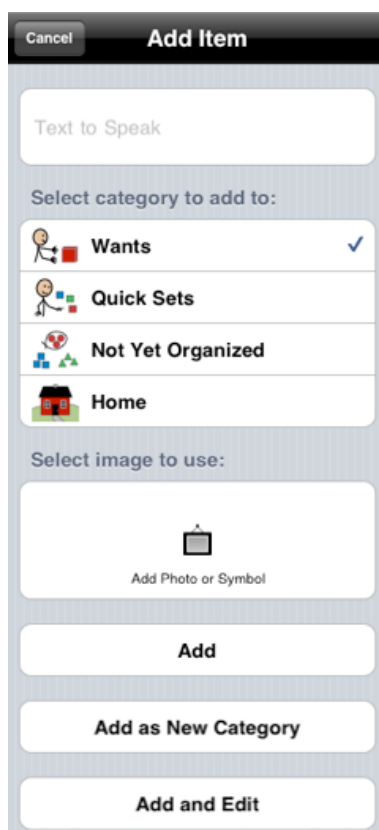 Cancel
Add Item
Text to Speak
Select category to add to:
Wants
Quick Sets
Not Yet Organized
Home
Select image to use:
Add Photo or Symbol
Add
Add as New Category
Add and Edit